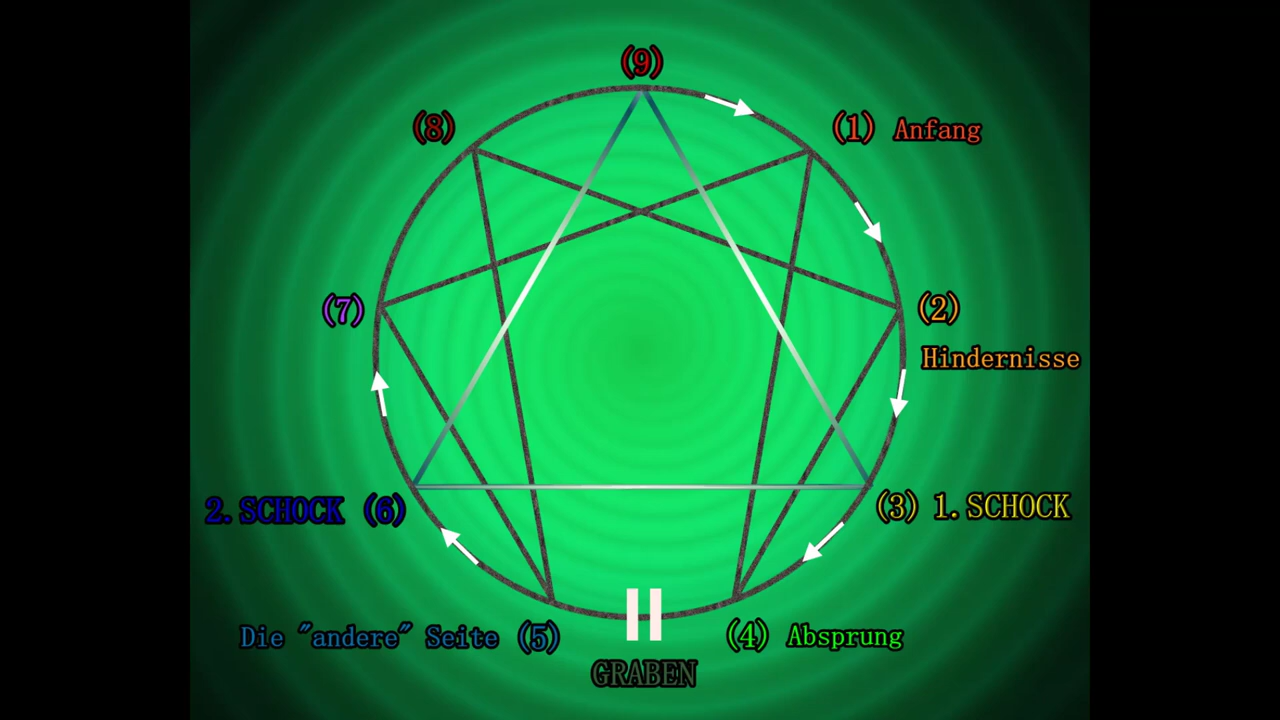 (9)
(8)
(1) Anfang
(7)
(2)
Hindernisse
2. SCHOCK (6)
(3) 1. SCHOCK
Die "andere" Seite (5)
(4) Absprung
GRABEN